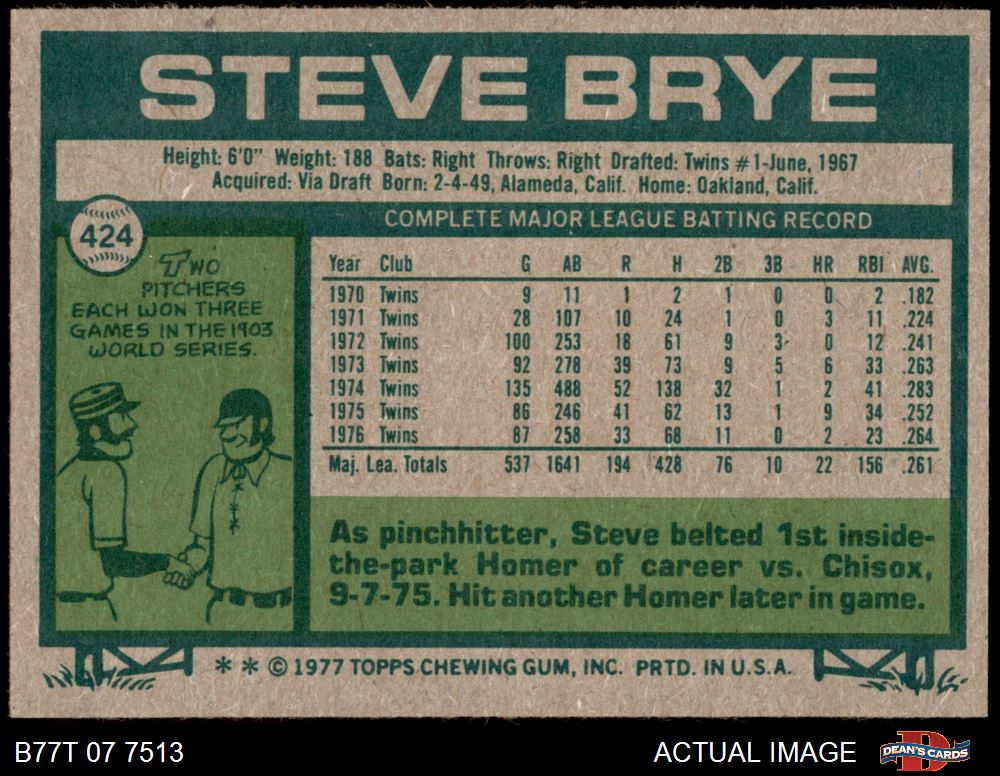 STEVE BRYE
Height: 6'0" Weight: 188 Bats: Right Throws: Right Drafted: Twins #1-June, 1967
Acquired: Via Draft Born: 2-4-49, Alameda, Calif. Home: Oakland, Calif.
424
TWO
PITCHERS
EACH WON THREE
GAMES IN THE 1903
WORLD SERIES.
COMPLETE MAJOR LEAGUE BATTING RECORD
Year Club G AB R H 2B 3B HR RBI AVG.
1970 Twins 9 11 1 2 1 0 0 2 .182
1971 Twins 28 107 10 24 1 0 3 11 .224
1972 Twins 100 253 18 61 9 3 0 12 .241
1973 Twins 92 278 39 73 9 5 6 33 .263
1974 Twins 135 488 52 138 32 1 2 41 .283
1975 Twins 86 246 41 62 13 1 9 34 .252
1976 Twins 87 258 33 68 11 0 2 23 .264
Maj. Lea. Totals 537 1641 194 428 76 10 22 156 .261
As pinchhitter, Steve belted 1st inside-
the-park Homer of career vs. Chisox,
9-7-75. Hit another Homer later in game.
* * © 1977 TOPPS CHEWING GUM, INC. PRTD. IN U.S.A.
B77T 07 7513 ACTUAL IMAGE DEAN'S CARDS